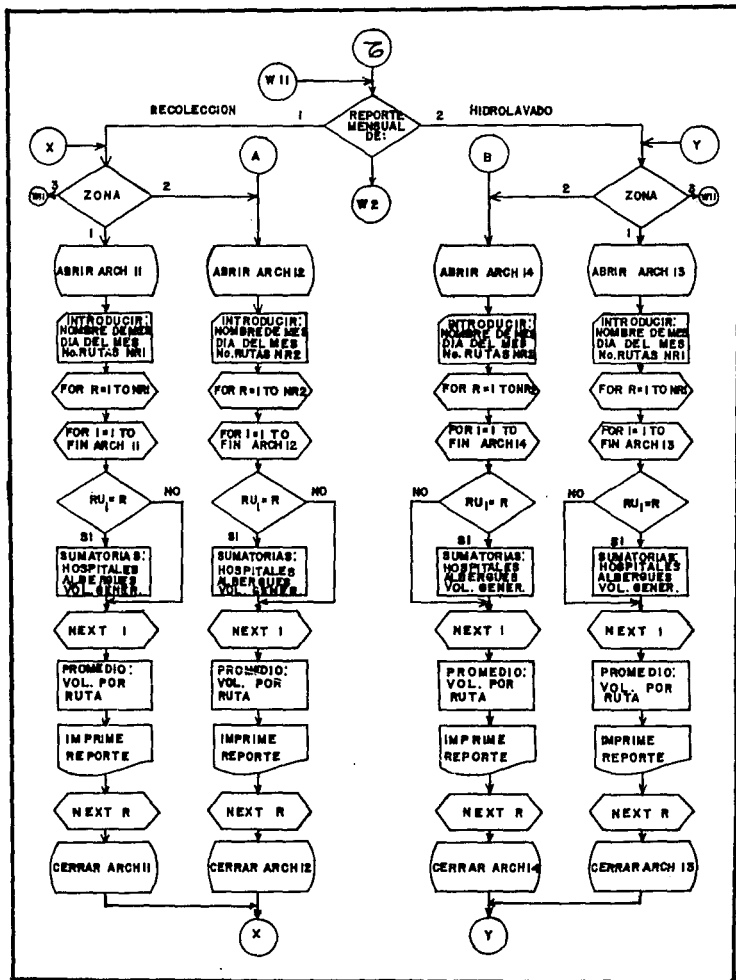 W 11
RECOLECCION
1
REPORTE
MENSUAL
DE:
2
HIDROLAVADO
X
A
B
Y
W 2
W11
3
ZONA
2
1
2
ZONA
3
W11
1
ABRIR ARCH 11
ABRIR ARCH 12
ABRIR ARCH 14
ABRIR ARCH 13
INTRODUCIR:
NOMBRE DE MES
DIA DEL MES
No. RUTAS NR1
INTRODUCIR:
NOMBRE DE MES
DIA DEL MES
No. RUTAS NR2
INTRODUCIR:
NOMBRE DE MES
DIA DEL MES
No. RUTAS NR2
INTRODUCIR:
NOMBRE DE MES
DIA DEL MES
No. RUTAS NR1
FOR R=1 TO NR1
FOR R=1 TO NR2
FOR R=1 TO NR2
FOR R=1 TO NR1
FOR I=1 TO
FIN ARCH 11
FOR I=1 TO
FIN ARCH 12
FOR I=1 TO
FIN ARCH 14
FOR I=1 TO
FIN ARCH 13
RUI= R
NO
SI
RUI= R
NO
SI
NO
RUI= R
SI
NO
RUI=R
SI
SUMATORIAS:
HOSPITALES
ALBERGUES
VOL. GENER.
SUMATORIAS:
HOSPITALES
ALBERGUES
VOL. GENER.
SUMATORIAS:
HOSPITALES
ALBERGUES
VOL. GENER.
SUMATORIAS:
HOSPITALES
ALBERGUES
VOL. GENER.
NEXT I
NEXT I
NEXT I
NEXT I
PROMEDIO:
VOL. POR
RUTA
PROMEDIO:
VOL. POR
RUTA
PROMEDIO:
VOL. POR
RUTA
PROMEDIO:
VOL. POR
RUTA
IMPRIME
REPORTE
IMPRIME
REPORTE
IMPRIME
REPORTE
IMPRIME
REPORTE
NEXT R
NEXT R
NEXT R
NEXT R
CERRAR ARCH 11
CERRAR ARCH 12
CERRAR ARCH 14
CERRAR ARCH 13
X
Y